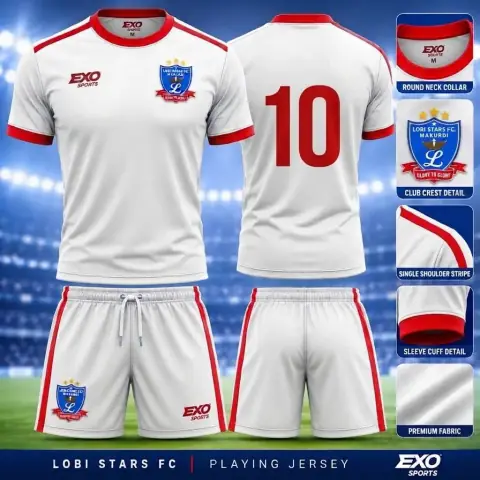 EXO
SPORTS
M
EXO
SPORTS
10
EXO
SPORTS
M
ROUND NECK COLLAR
LOBI STARS FC.
MAKURDI
L
GLORY TO GLORY
CLUB CREST DETAIL
SINGLE SHOULDER STRIPE
SLEEVE CUFF DETAIL
L
EXO
SPORTS
PREMIUM FABRIC
LOBI STARS FC | PLAYING JERSEY
EXO
SPORTS